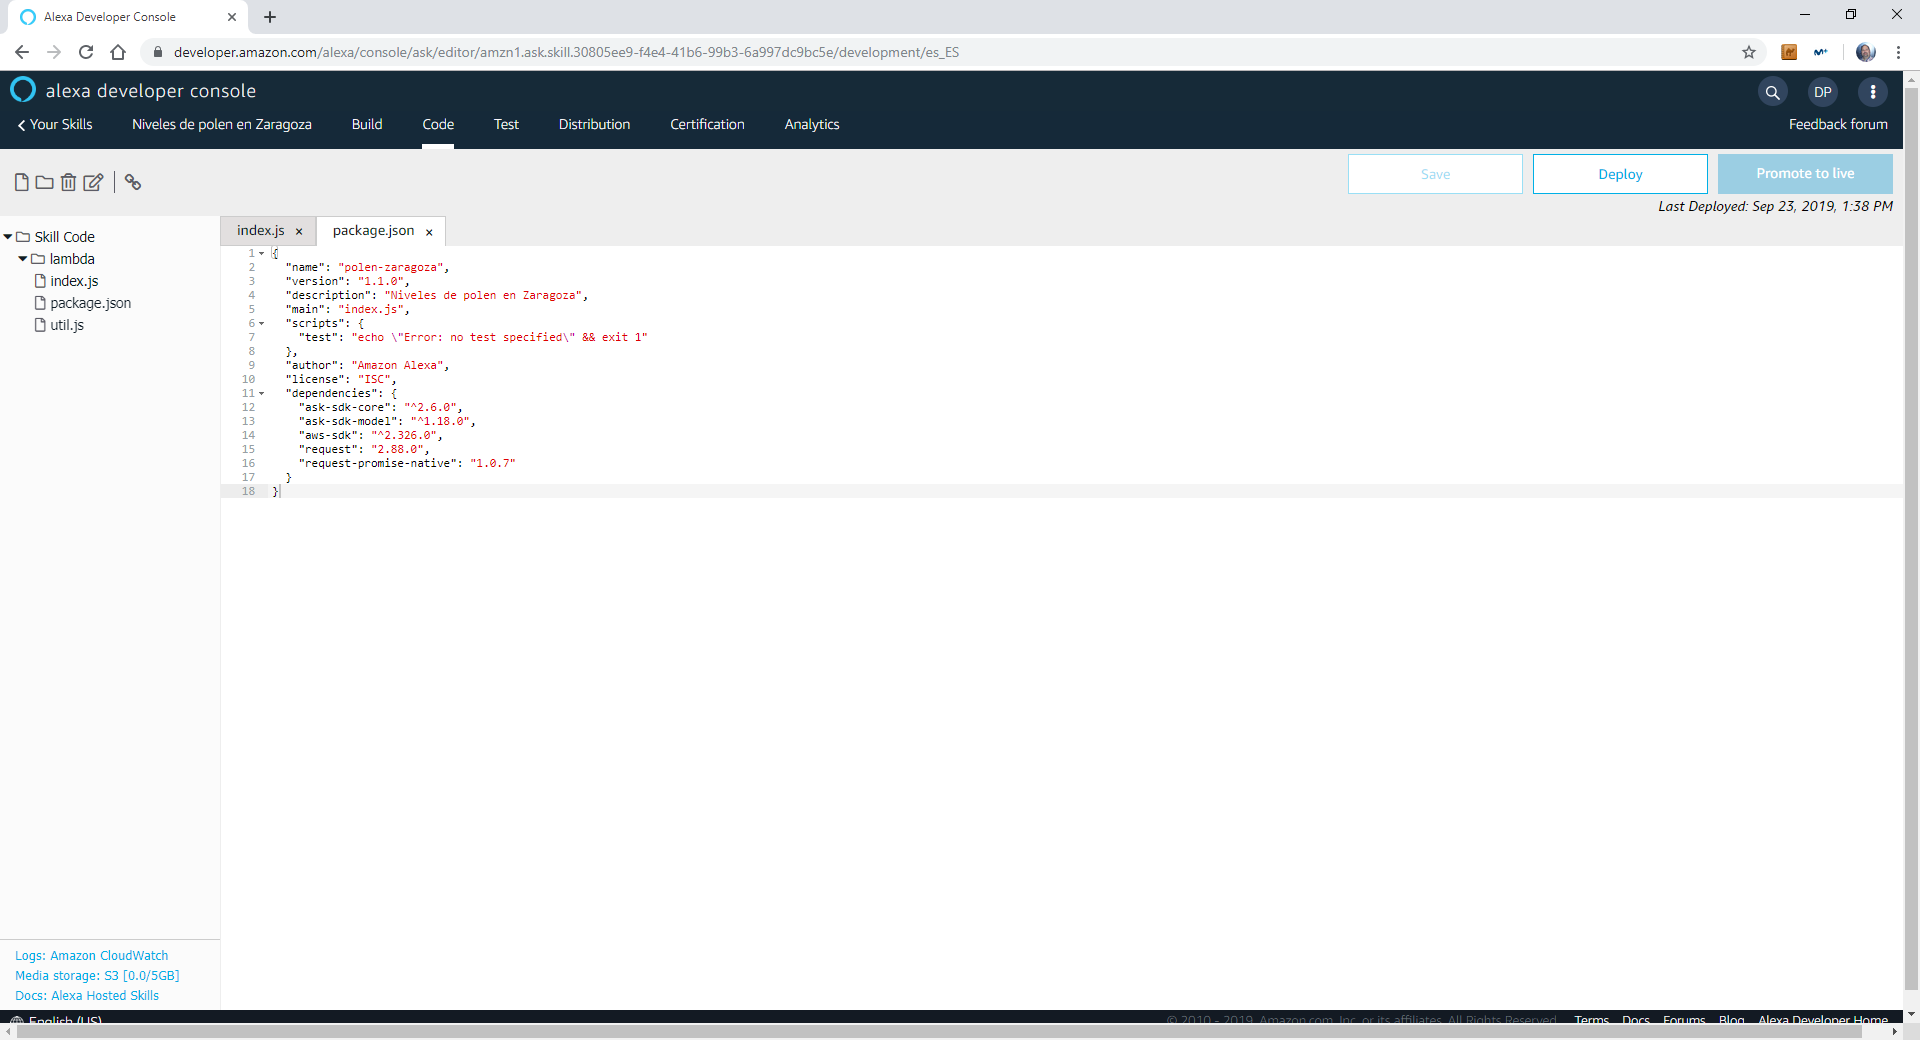 Alexa Developer Console
developer.amazon.com/alexa/console/ask/editor/amzn1.ask.skill.30805ee9-f4e4-41b6-99b3-6a997dc9bc5e/development/es_ES
alexa developer console
DP
Your Skills
Niveles de polen en Zaragoza
Build
Code
Test
Distribution
Certification
Analytics
Feedback forum
Save
Deploy
Promote to live
Last Deployed: Sep 23, 2019, 1:38 PM
Skill Code
lambda
index.js
package.json
util.js
index.js ×
package.json ×
1 {
2 "name": "polen-zaragoza",
3 "version": "1.1.0",
4 "description": "Niveles de polen en Zaragoza",
5 "main": "index.js",
6 "scripts": {
7 "test": "echo \"Error: no test specified\" && exit 1"
8 },
9 "author": "Amazon Alexa",
10 "license": "ISC",
11 "dependencies": {
12 "ask-sdk-core": "^2.6.0",
13 "ask-sdk-model": "^1.18.0",
14 "aws-sdk": "^2.326.0",
15 "request": "2.88.0",
16 "request-promise-native": "1.0.7"
17 }
18 }
Logs: Amazon CloudWatch
Media storage: S3 [0.0/5GB]
Docs: Alexa Hosted Skills
English (US)
© 2010 - 2019, Amazon.com, Inc. or its affiliates. All Rights Reserved.
Terms
Docs
Forums
Blog
Alexa Developer Home